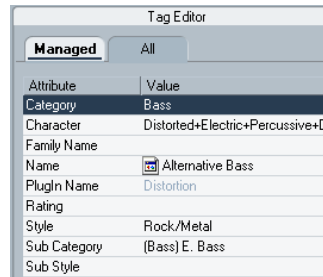 Tag Editor
Managed All
Attribute Value
Category Bass
Character Distorted+Electric+Percussive+D
Family Name
Name Alternative Bass
PlugIn Name Distortion
Rating
Style Rock/Metal
Sub Category (Bass) E. Bass
Sub Style